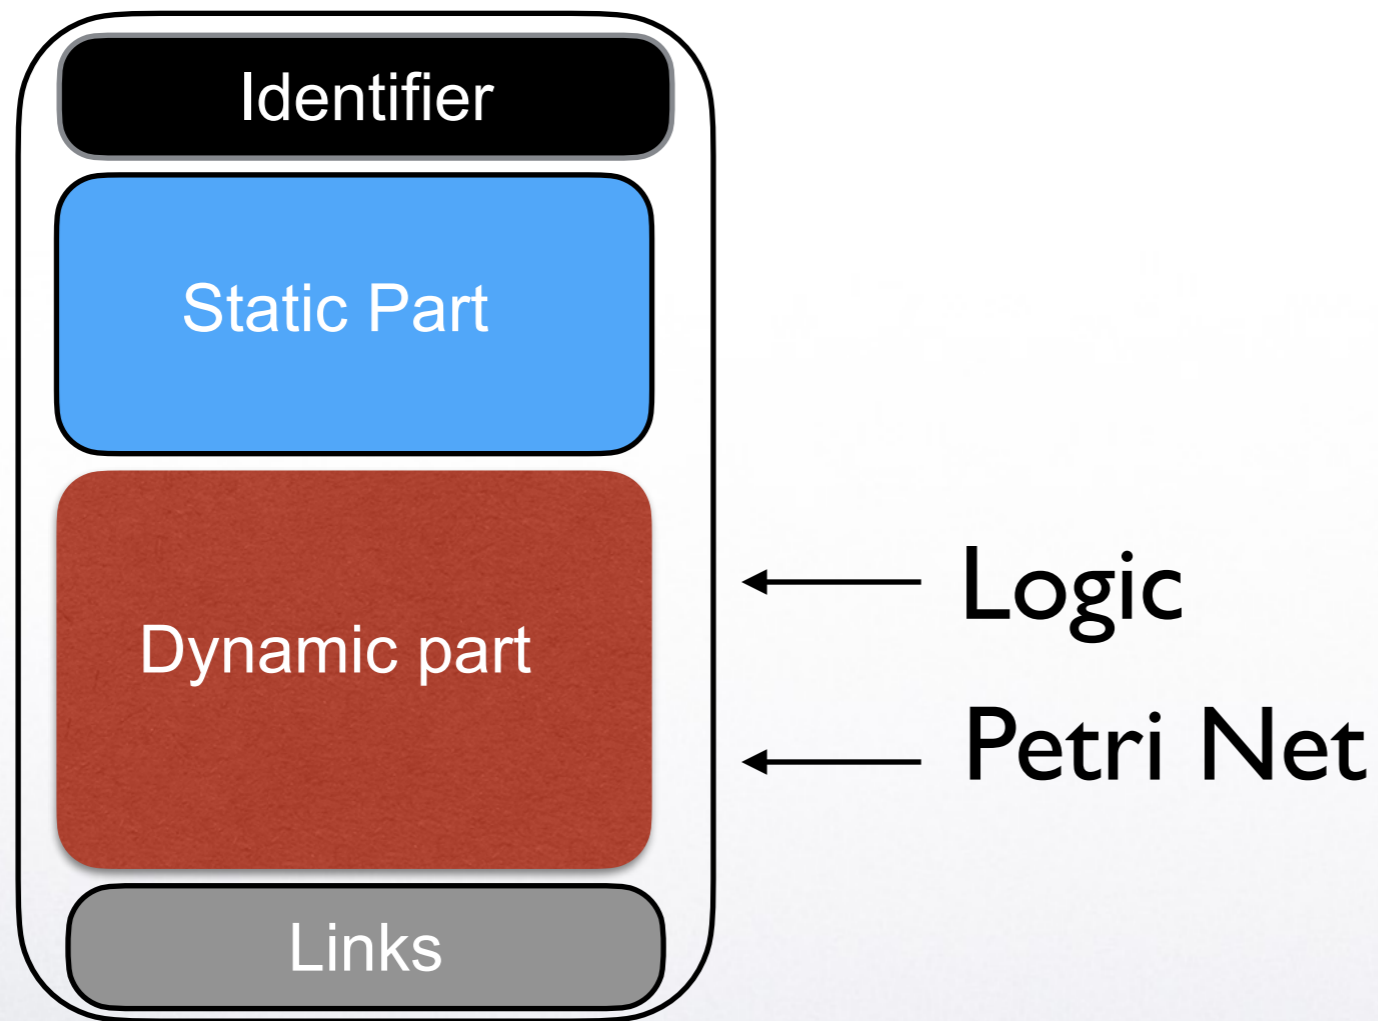 Identifier
Static Part
Logic
Dynamic part
Petri Net
Links